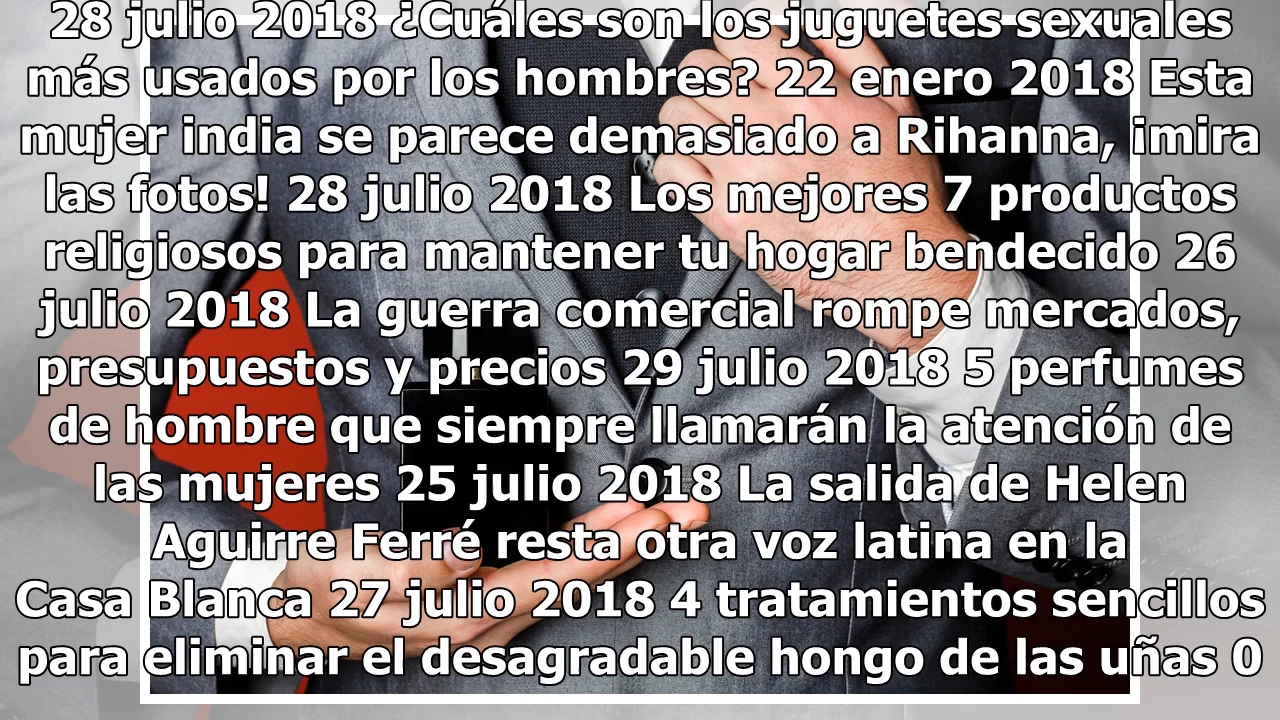 28 julio 2018 ¿Cuáles son los juguetes sexuales
más usados por los hombres? 22 enero 2018 Esta
mujer india se parece demasiado a Rihanna, ¡mira
las fotos! 28 julio 2018 Los mejores 7 productos
religiosos para mantener tu hogar bendecido 26
julio 2018 La guerra comercial rompe mercados,
presupuestos y precios 29 julio 2018 5 perfumes
de hombre que siempre llamarán la atención de
las mujeres 25 julio 2018 La salida de Helen
Aguirre Ferré resta otra voz latina en la
Casa Blanca 27 julio 2018 4 tratamientos sencillos
para eliminar el desagradable hongo de las uñas 0